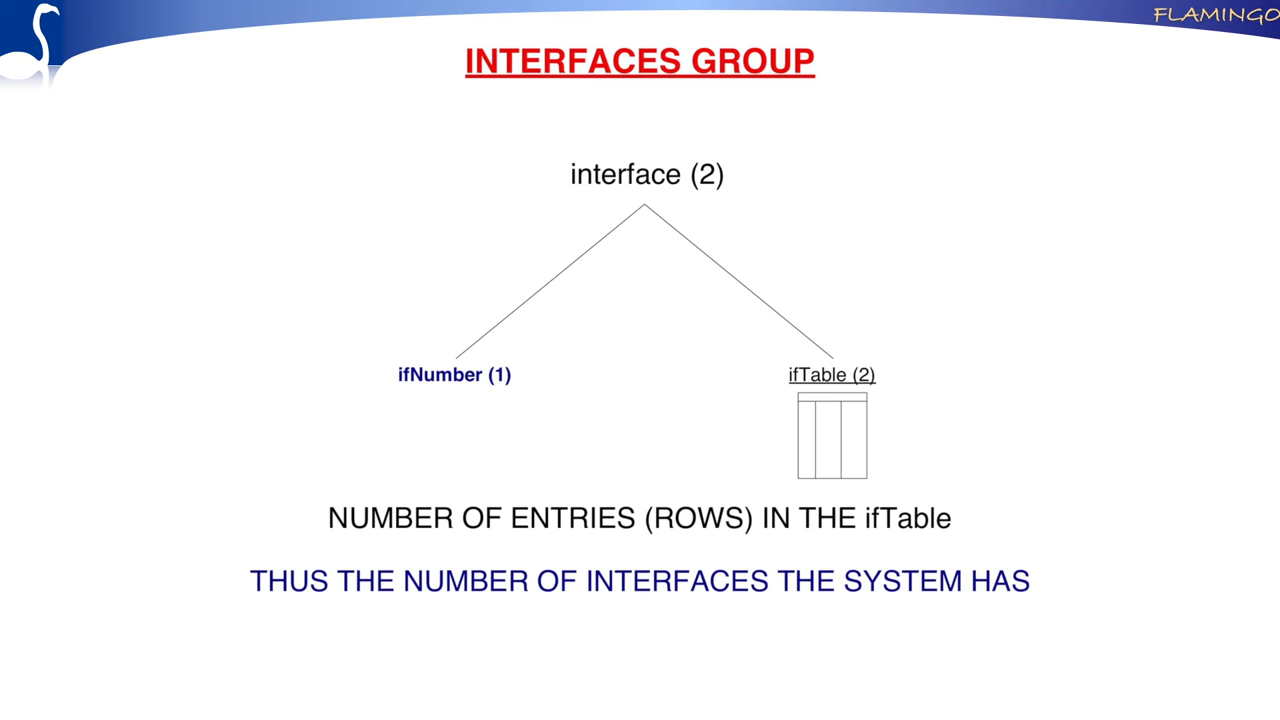 FLAMINGO
INTERFACES GROUP
interface (2)
ifNumber (1)
ifTable (2)
NUMBER OF ENTRIES (ROWS) IN THE ifTable
THUS THE NUMBER OF INTERFACES THE SYSTEM HAS